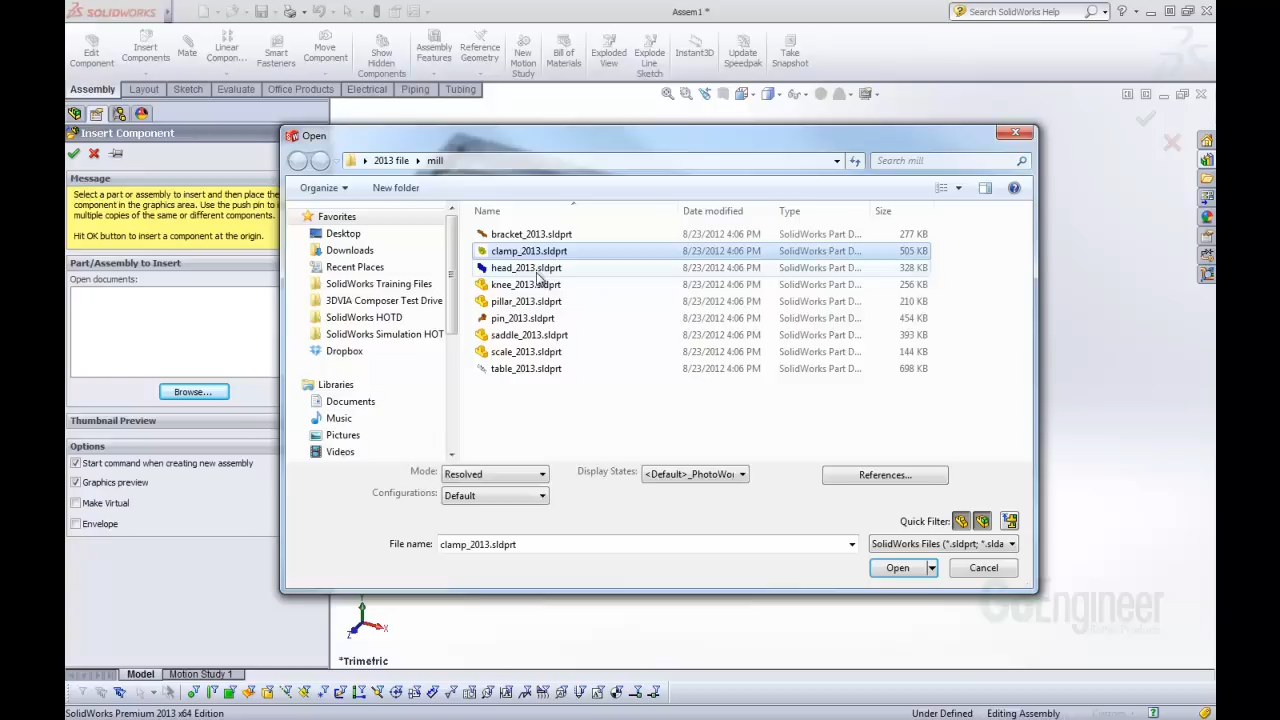 SOLIDWORKS
Assem1 *
Search SolidWorks Help
Edit Component
Insert Components
Mate
Linear Compon...
Smart Fasteners
Move Component
Show Hidden Components
Assembly Features
Reference Geometry
New Motion Study
Bill of Materials
Exploded View
Explode Line Sketch
Instant3D
Update Speedpak
Take Snapshot
Assembly Layout Sketch Evaluate Office Products Electrical Piping Tubing
Insert Component
Message
Select a part or assembly to insert and then place the
component in the graphics area. Use the push pin to
multiple copies of the same or different components.
Hit OK button to insert a component at the origin.
Part/Assembly to Insert
Open documents:
Browse...
Thumbnail Preview
Options
Start command when creating new assembly
Graphics preview
Make Virtual
Envelope
Open
2013 file mill
Search mill
Organize New folder
Favorites
Desktop
Downloads
Recent Places
SolidWorks Training Files
3DVIA Composer Test Drive
SolidWorks HOTD
SolidWorks Simulation HOT
Dropbox
Libraries
Documents
Music
Pictures
Videos
Name Date modified Type Size
bracket_2013.sldprt 8/23/2012 4:06 PM SolidWorks Part D... 277 KB
clamp_2013.sldprt 8/23/2012 4:06 PM SolidWorks Part D... 505 KB
head_2013.sldprt 8/23/2012 4:06 PM SolidWorks Part D... 328 KB
knee_2013.sldprt 8/23/2012 4:06 PM SolidWorks Part D... 256 KB
pillar_2013.sldprt 8/23/2012 4:06 PM SolidWorks Part D... 210 KB
pin_2013.sldprt 8/23/2012 4:06 PM SolidWorks Part D... 454 KB
saddle_2013.sldprt 8/23/2012 4:06 PM SolidWorks Part D... 393 KB
scale_2013.sldprt 8/23/2012 4:06 PM SolidWorks Part D... 144 KB
table_2013.sldprt 8/23/2012 4:06 PM SolidWorks Part D... 698 KB
Mode: Resolved
Display States: <Default>_PhotoWor
References...
Configurations: Default
Quick Filter:
File name: clamp_2013.sldprt
SolidWorks Files (*.sldprt; *.slda
Open Cancel
GoEngineer
Z X
*Trimetric
Model Motion Study 1
SolidWorks Premium 2013 x64 Edition
Under Defined Editing Assembly